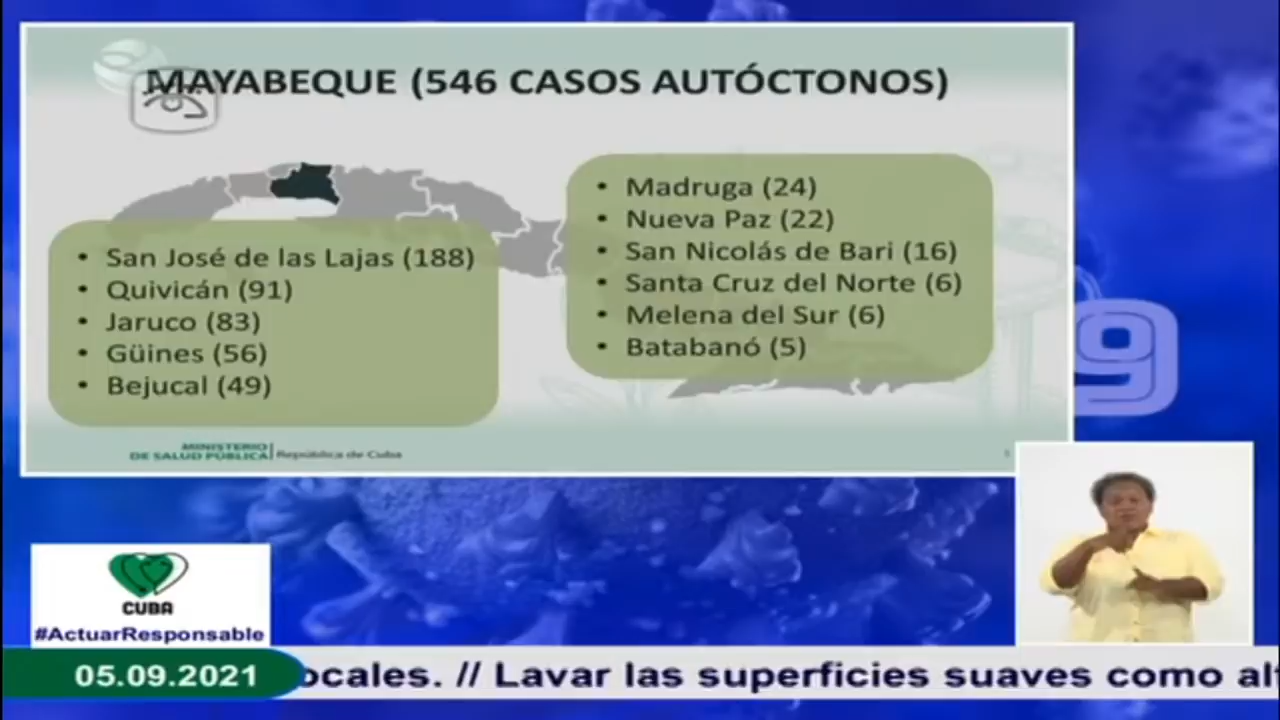 MAYABEQUE (546 CASOS AUTÓCTONOS)
• San José de las Lajas (188)
• Quivicán (91)
• Jaruco (83)
• Güines (56)
• Bejucal (49)
• Madruga (24)
• Nueva Paz (22)
• San Nicolás de Bari (16)
• Santa Cruz del Norte (6)
• Melena del Sur (6)
• Batabanó (5)
MINISTERIO
DE SALUD PÚBLICA
República de Cuba
9
CUBA
#ActuarResponsable
05.09.2021
ocales. // Lavar las superficies suaves como